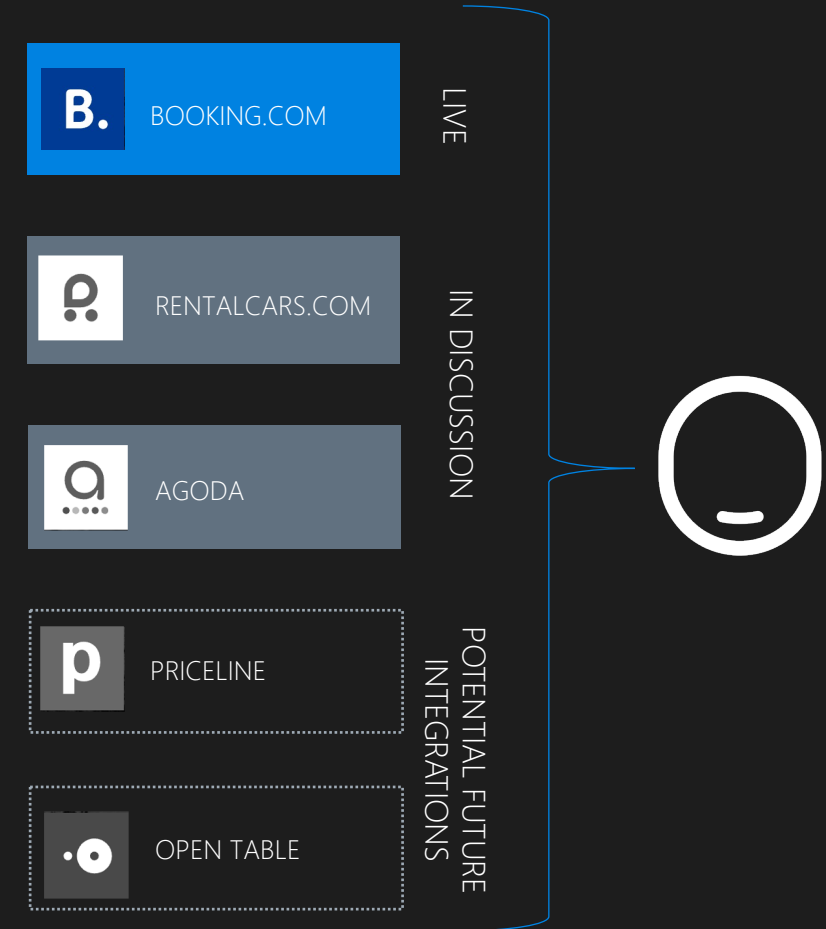 B.
BOOKING.COM
LIVE
RENTALCARS.COM
IN DISCUSSION
AGODA
p
PRICELINE
POTENTIAL FUTURE
INTEGRATIONS
OPEN TABLE